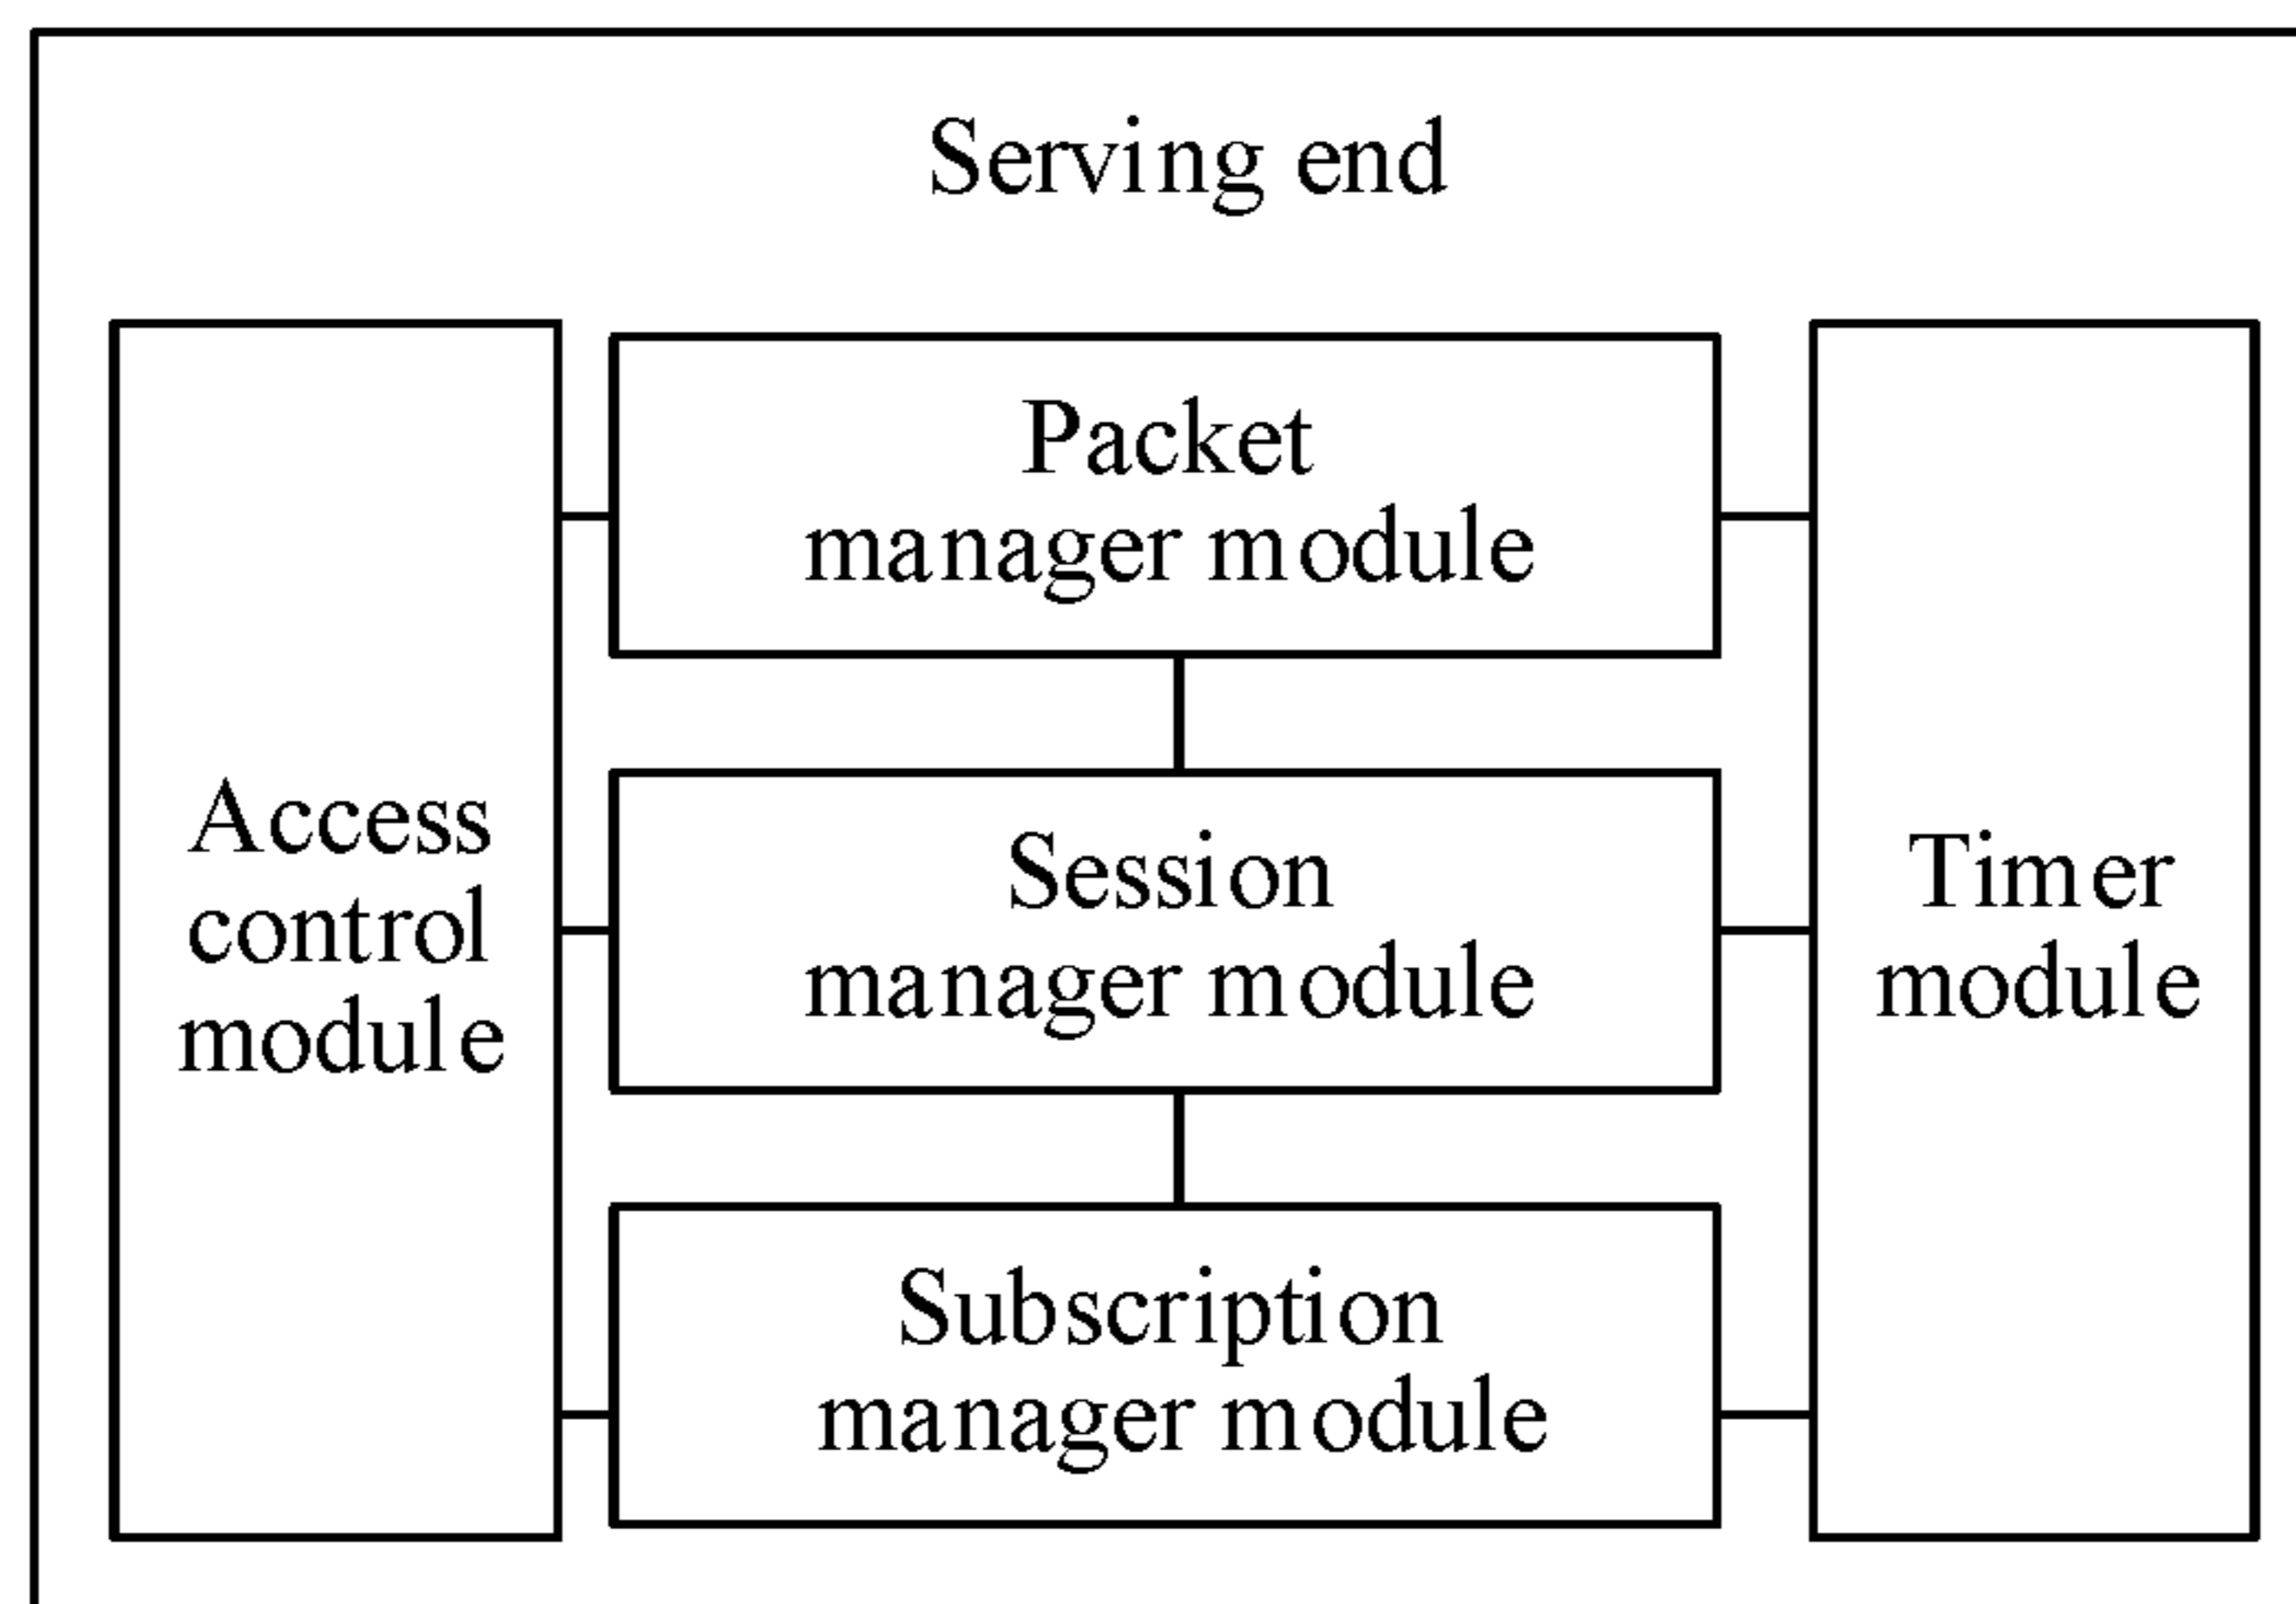 Serving end
Access
control
module
Packet
manager module
Session
manager module
Subscription
manager module
Timer
module